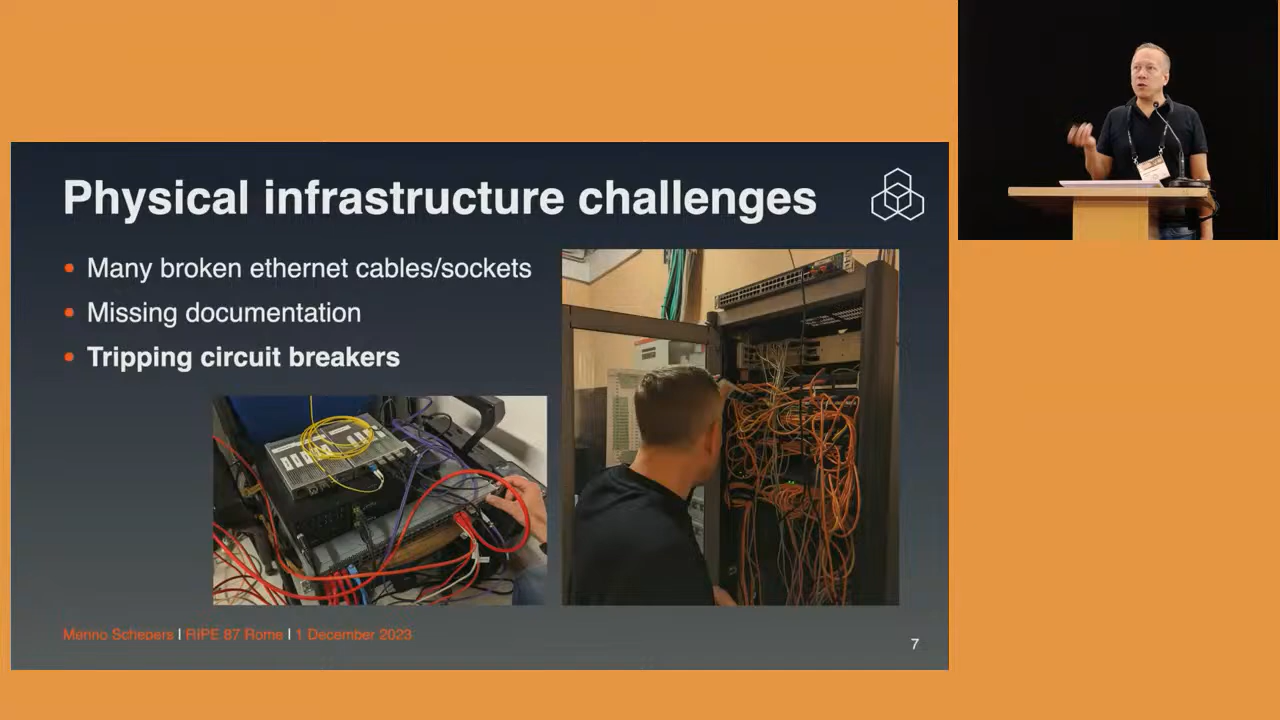 Physical infrastructure challenges
• Many broken ethernet cables/sockets
• Missing documentation
• Tripping circuit breakers
Menno Schepers | RIPE 87 Rome | 1 December 2023
7